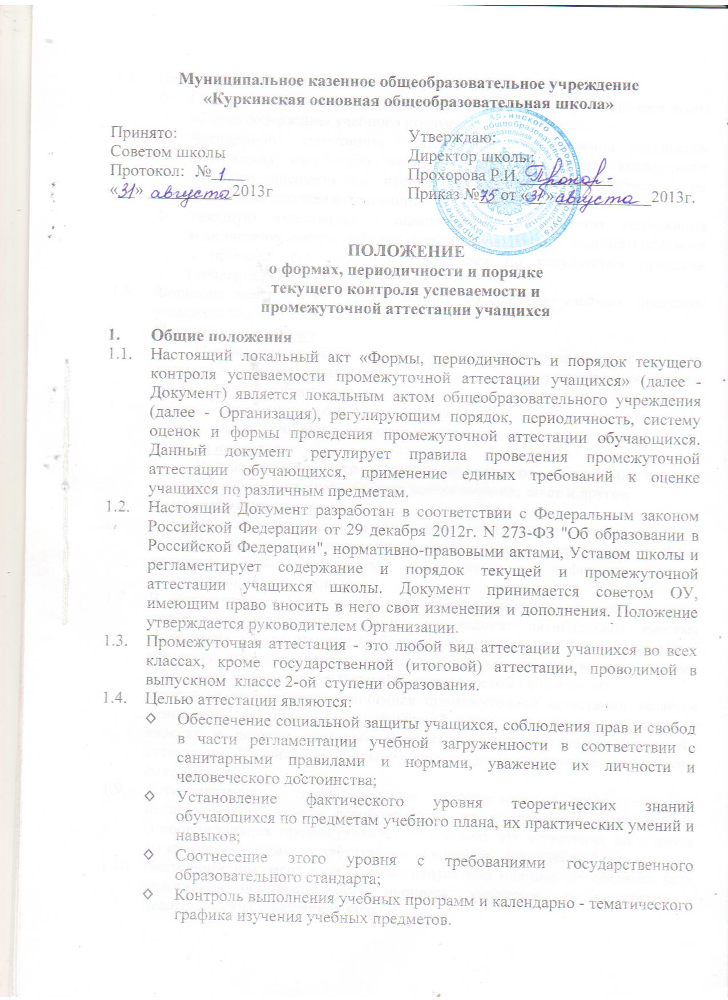 Муниципальное казенное общеобразовательное учреждение
«Куркинская основная общеобразовательная школа»
Принято:
Советом школы
Протокол: № 1
«31» августа 2013г
Утверждаю:
Директор школы:
Прохорова Р.И. Прохор-
Приказ №75 от «31» августа 2013г.
ПОЛОЖЕНИЕ
о формах, периодичности и порядке
текущего контроля успеваемости и
промежуточной аттестации учащихся
1. Общие положения
1.1. Настоящий локальный акт «Формы, периодичность и порядок текущего
контроля успеваемости промежуточной аттестации учащихся» (далее -
Документ) является локальным актом общеобразовательного учреждения
(далее - Организация), регулирующим порядок, периодичность, систему
оценок и формы проведения промежуточной аттестации обучающихся.
Данный документ регулирует правила проведения промежуточной
аттестации обучающихся, применение единых требований к оценке
учащихся по различным предметам.
1.2. Настоящий Документ разработан в соответствии с Федеральным законом
Российской Федерации от 29 декабря 2012г. N 273-ФЗ "Об образовании в
Российской Федерации", нормативно-правовыми актами, Уставом школы и
регламентирует содержание и порядок текущей и промежуточной
аттестации учащихся школы. Документ принимается советом ОУ,
имеющим право вносить в него свои изменения и дополнения. Положение
утверждается руководителем Организации.
1.3. Промежуточная аттестация - это любой вид аттестации учащихся во всех
классах, кроме государственной (итоговой) аттестации, проводимой в
выпускном классе 2-ой ступени образования.
1.4. Целью аттестации являются:
◇ Обеспечение социальной защиты учащихся, соблюдения прав и свобод
в части регламентации учебной загруженности в соответствии с
санитарными правилами и нормами, уважение их личности и
человеческого достоинства;
◇ Установление фактического уровня теоретических знаний
обучающихся по предметам учебного плана, их практических умений и
навыков;
◇ Соотнесение этого уровня с требованиями государственного
образовательного стандарта;
◇ Контроль выполнения учебных программ и календарно - тематического
графика изучения учебных предметов.